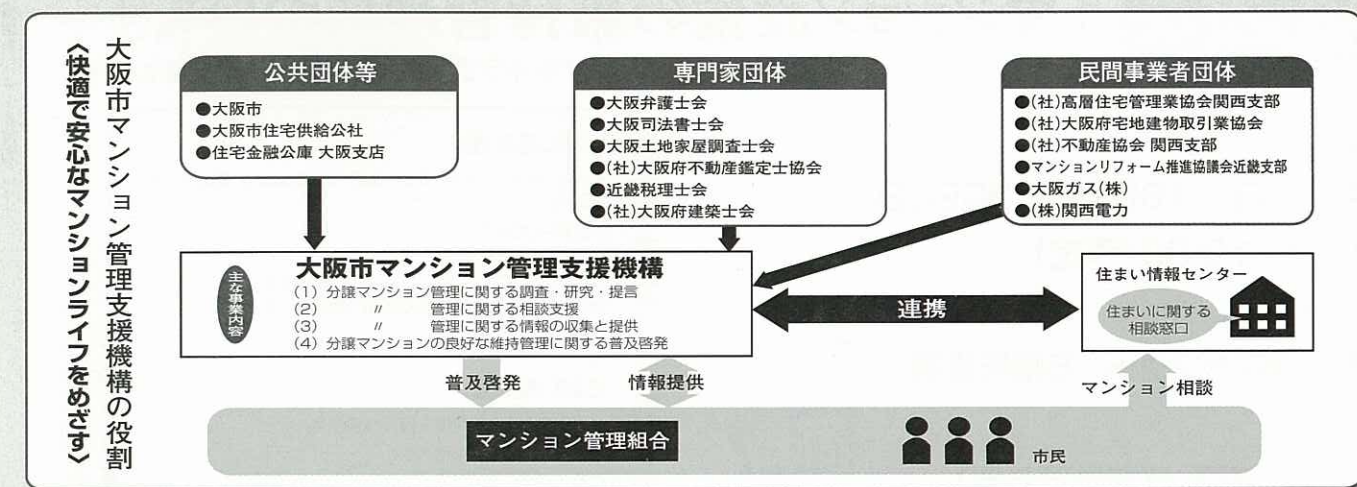 大阪市マンション管理支援機構の役割
〈快適で安心なマンションライフをめざす〉
公共団体等
●大阪市
●大阪市住宅供給公社
●住宅金融公庫 大阪支店
専門家団体
●大阪弁護士会
●大阪司法書士会
●大阪土地家屋調査士会
●(社)大阪府不動産鑑定士協会
●近畿税理士会
●(社)大阪府建築士会
民間事業者団体
●(社)高層住宅管理業協会関西支部
●(社)大阪府宅地建物取引業協会
●(社)不動産協会 関西支部
●マンションリフォーム推進協議会近畿支部
●大阪ガス(株)
●(株)関西電力
主な事業内容
大阪市マンション管理支援機構
(1) 分譲マンション管理に関する調査・研究・提言
(2) 〃 管理に関する相談支援
(3) 〃 管理に関する情報の収集と提供
(4) 分譲マンションの良好な維持管理に関する普及啓発
連携
住まい情報センター
住まいに関する
相談窓口
普及啓発
情報提供
マンション相談
マンション管理組合
市民